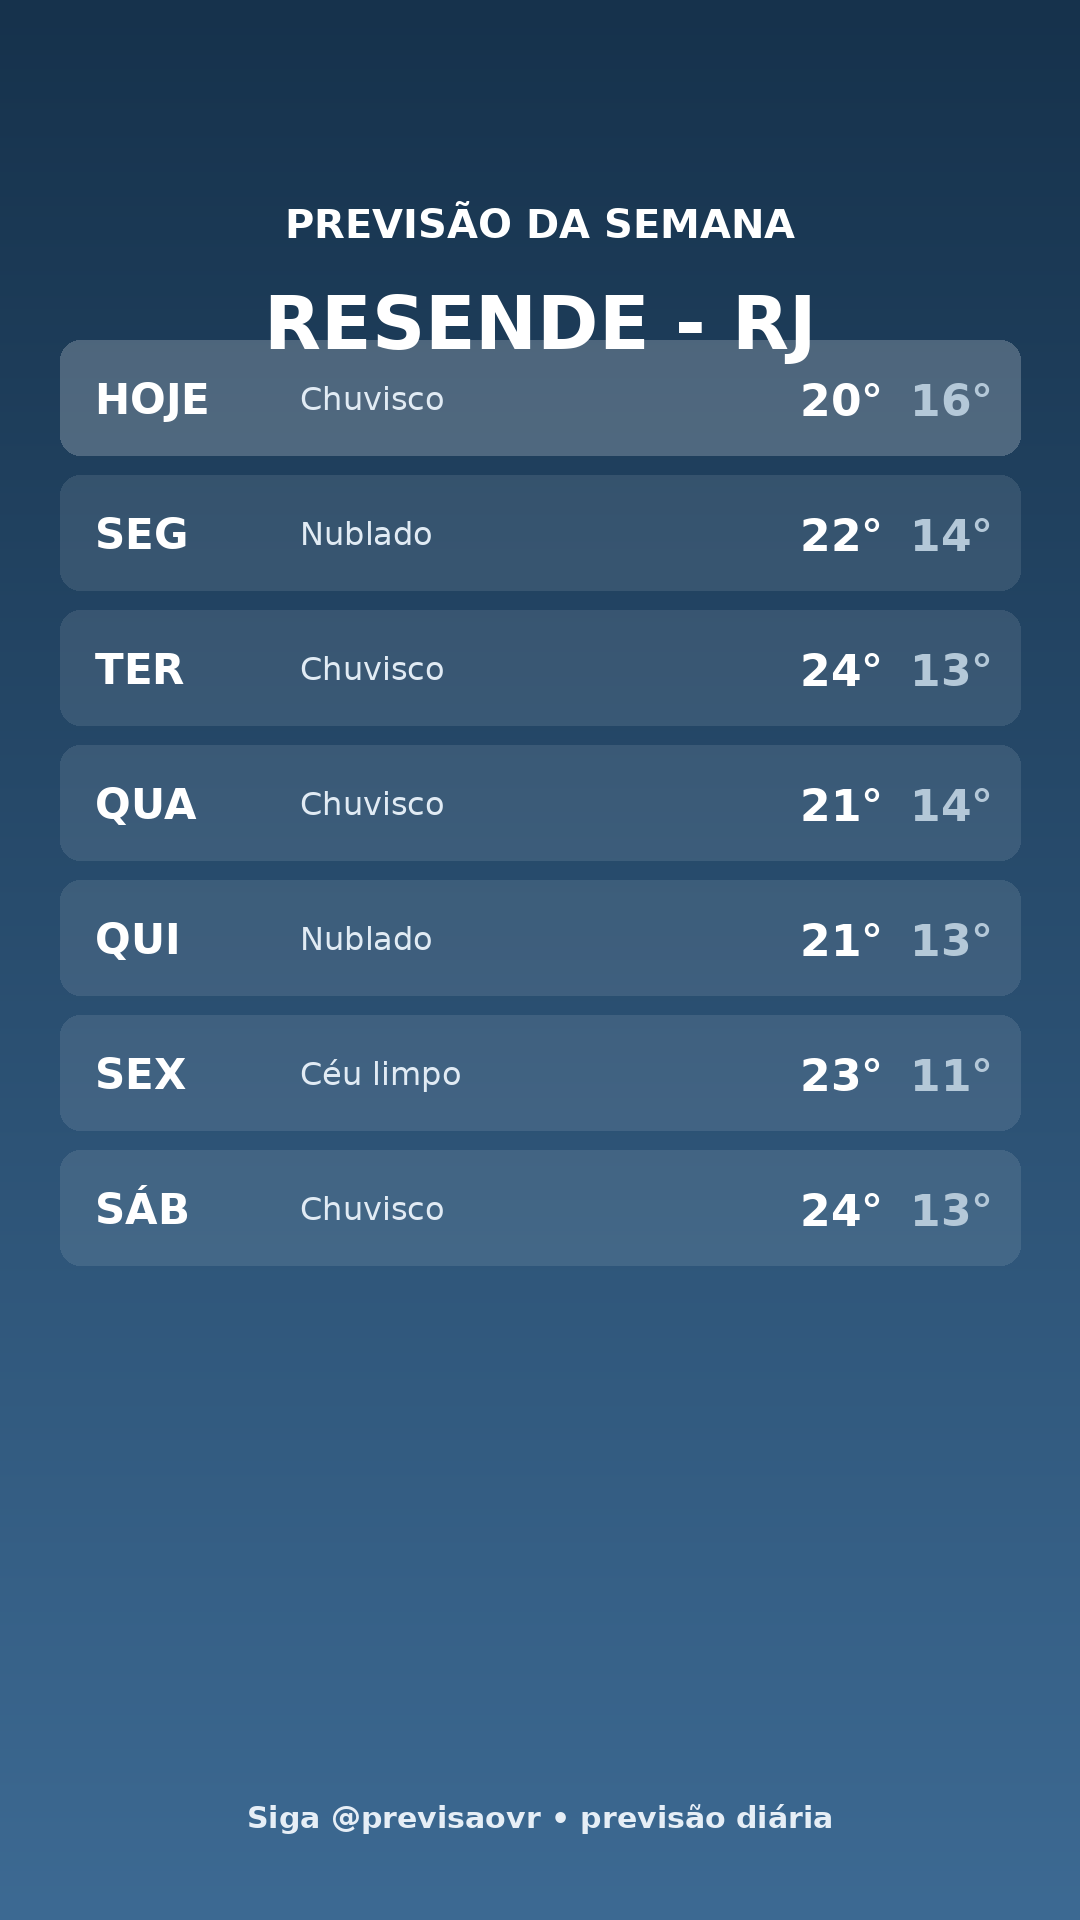 PREVISÃO DA SEMANA
RESENDE - RJ
HOJE Chuvisco 20° 16°
SEG Nublado 22° 14°
TER Chuvisco 24° 13°
QUA Chuvisco 21° 14°
QUI Nublado 21° 13°
SEX Céu limpo 23° 11°
SÁB Chuvisco 24° 13°
Siga @previsaovr • previsão diária